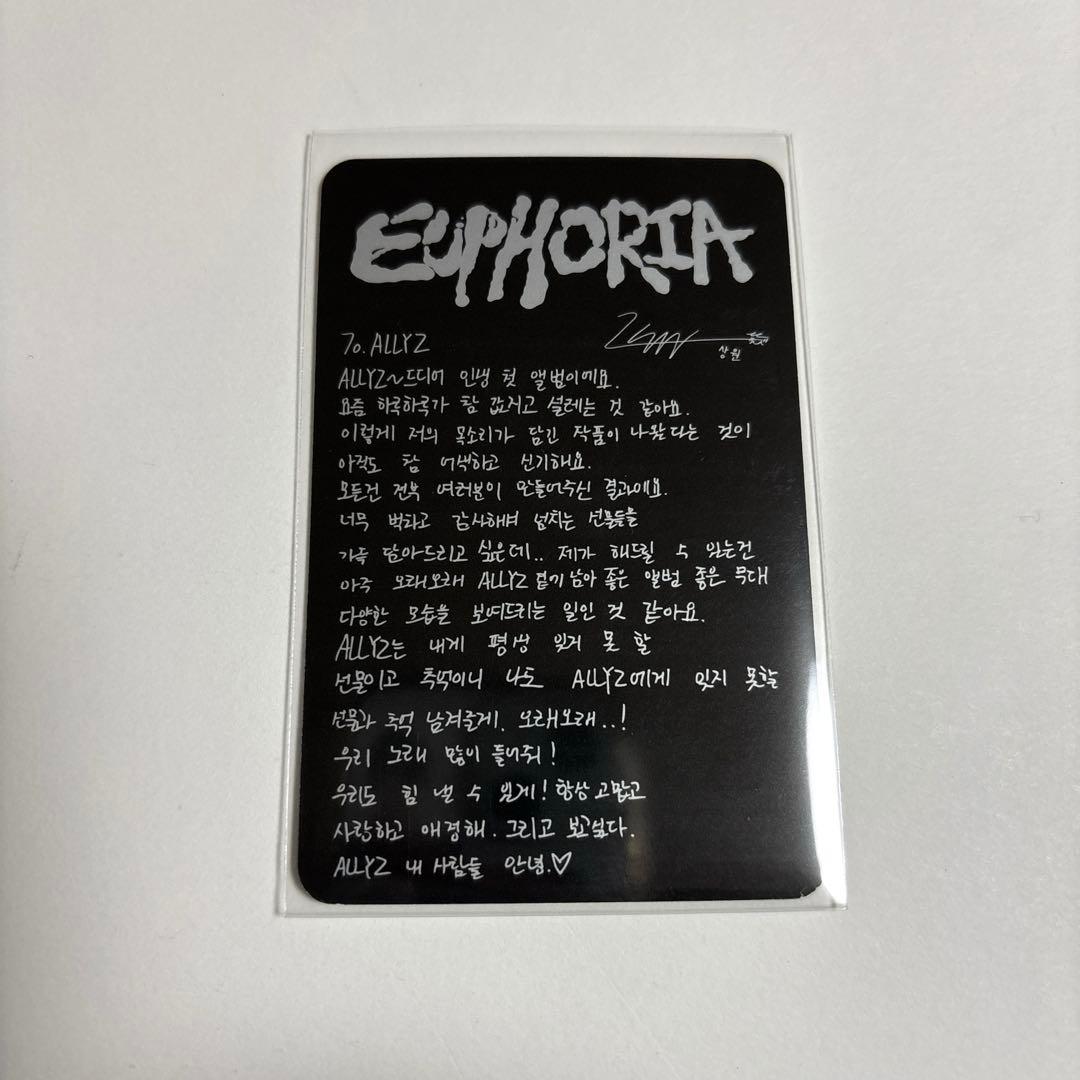 EUPHORIA
To. ALLYZ
상원
ALLYZ~드디어 인생 첫 앨범이에요.
요즘 하루하루가 참 값지고 설레는 것 같아요.
이렇게 저의 목소리가 담긴 작품이 나왔다는 것이
아직도 참 어색하고 신기해요.
모든건 전부 여러분이 만들어주신 결과예요.
너무 벅차고 감사해서 넘치는 선물들을
가득 담아드리고 싶은데.. 제가 해드릴 수 있는건
아주 오래오래 ALLYZ 곁에 남아 좋은 앨범 좋은 무대
다양한 모습을 보여드리는 일인 것 같아요.
ALLYZ는 내게 평생 잊지 못 할
선물이고 추억이니 나도 ALLYZ에게 잊지 못할
선물과 추억 남겨줄게. 오래오래..!
우리 노래 많이 들어줘!
우리도 힘 낼 수 있게! 항상 고맙고
사랑하고 애정해. 그리고 보고싶다.
ALLYZ 내 사람들 안녕.♡